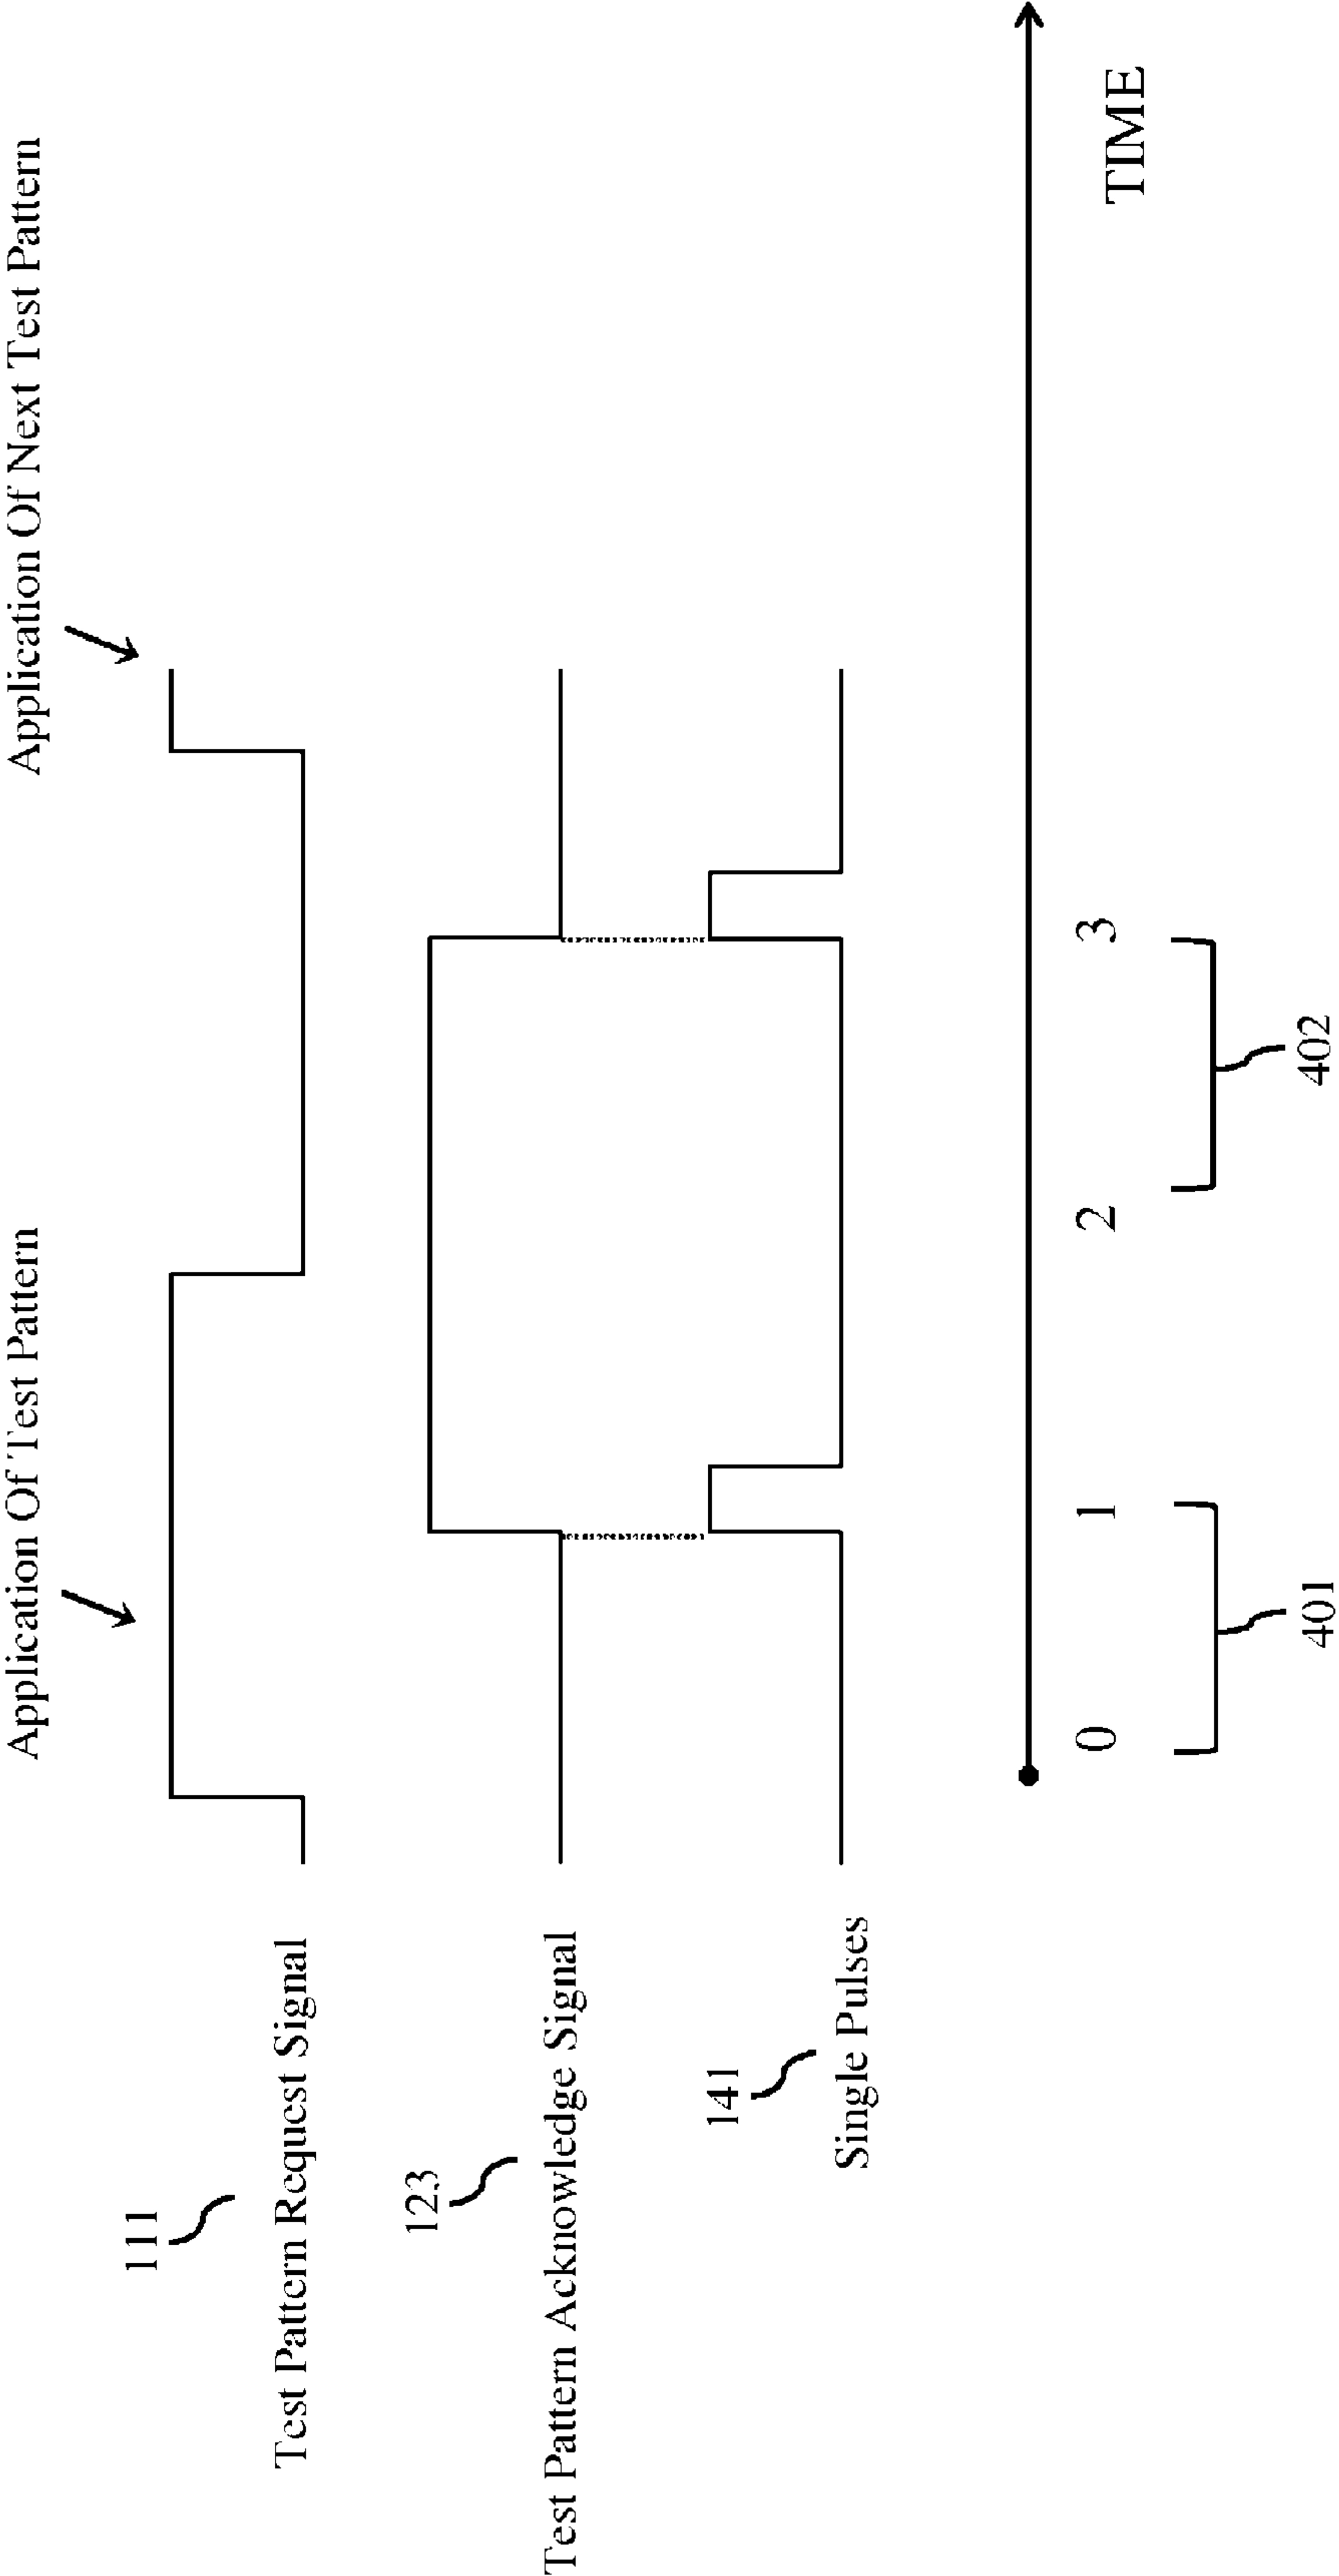 Application Of Test Pattern
Application Of Next Test Pattern
111
Test Pattern Request Signal
123
Test Pattern Acknowledge Signal
141
Single Pulses
0 1 2 3
TIME
401 402